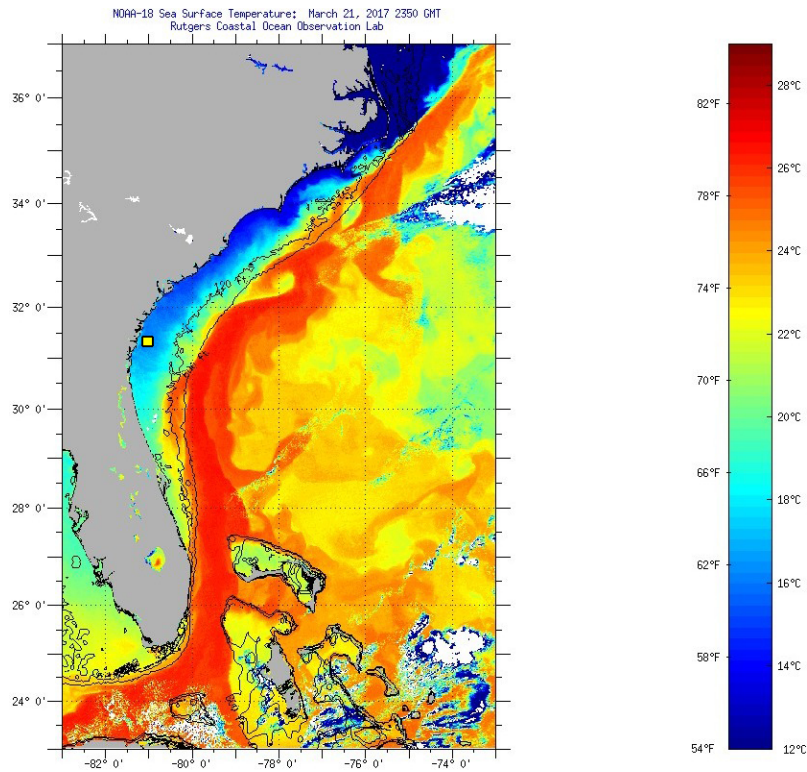 NOAA-18 Sea Surface Temperature: March 21, 2017 2350 GMT
Rutgers Coastal Ocean Observation Lab
36° 0'
34° 0'
32° 0'
30° 0'
28° 0'
26° 0'
24° 0'
-82° 0'
-80° 0'
-78° 0'
-76° 0'
-74° 0'
82°F
78°F
74°F
70°F
66°F
62°F
58°F
54°F
28°C
26°C
24°C
22°C
20°C
18°C
16°C
14°C
12°C